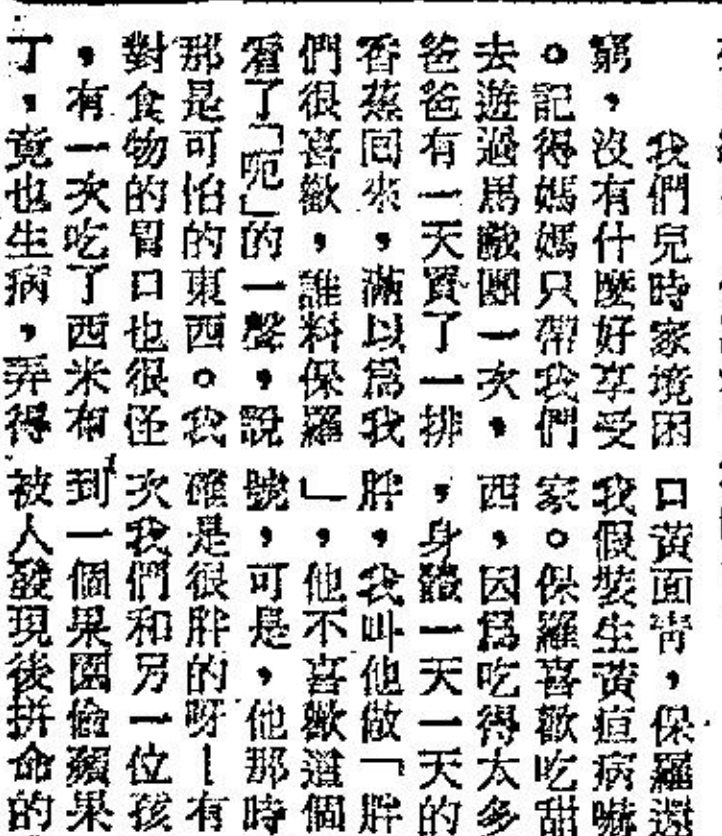 我們兒時家境困
窮,沒有什麼好享受
。記得媽媽只帶我們
去遊過馬戲團一次,
爸爸有一天買了一排
香蕉回來,滿以為我
們很喜歡,誰料保羅
看了「呃」的一聲,說
那是可怕的東西。我
對食物的胃口也很怪
,有一次吃了西米布
丁,竟也生病,弄得
口黃面青,保羅還
我假裝生黃疸病嚇
家。保羅喜歡吃甜
西,因為吃得太多
,身體一天一天的
胖,我叫他做「胖
」,他不喜歡這個
號,可是,他那時
確是很胖的呀!有
次我們和另一位孩
到一個果園偷蘋果
被人發現後拼命的